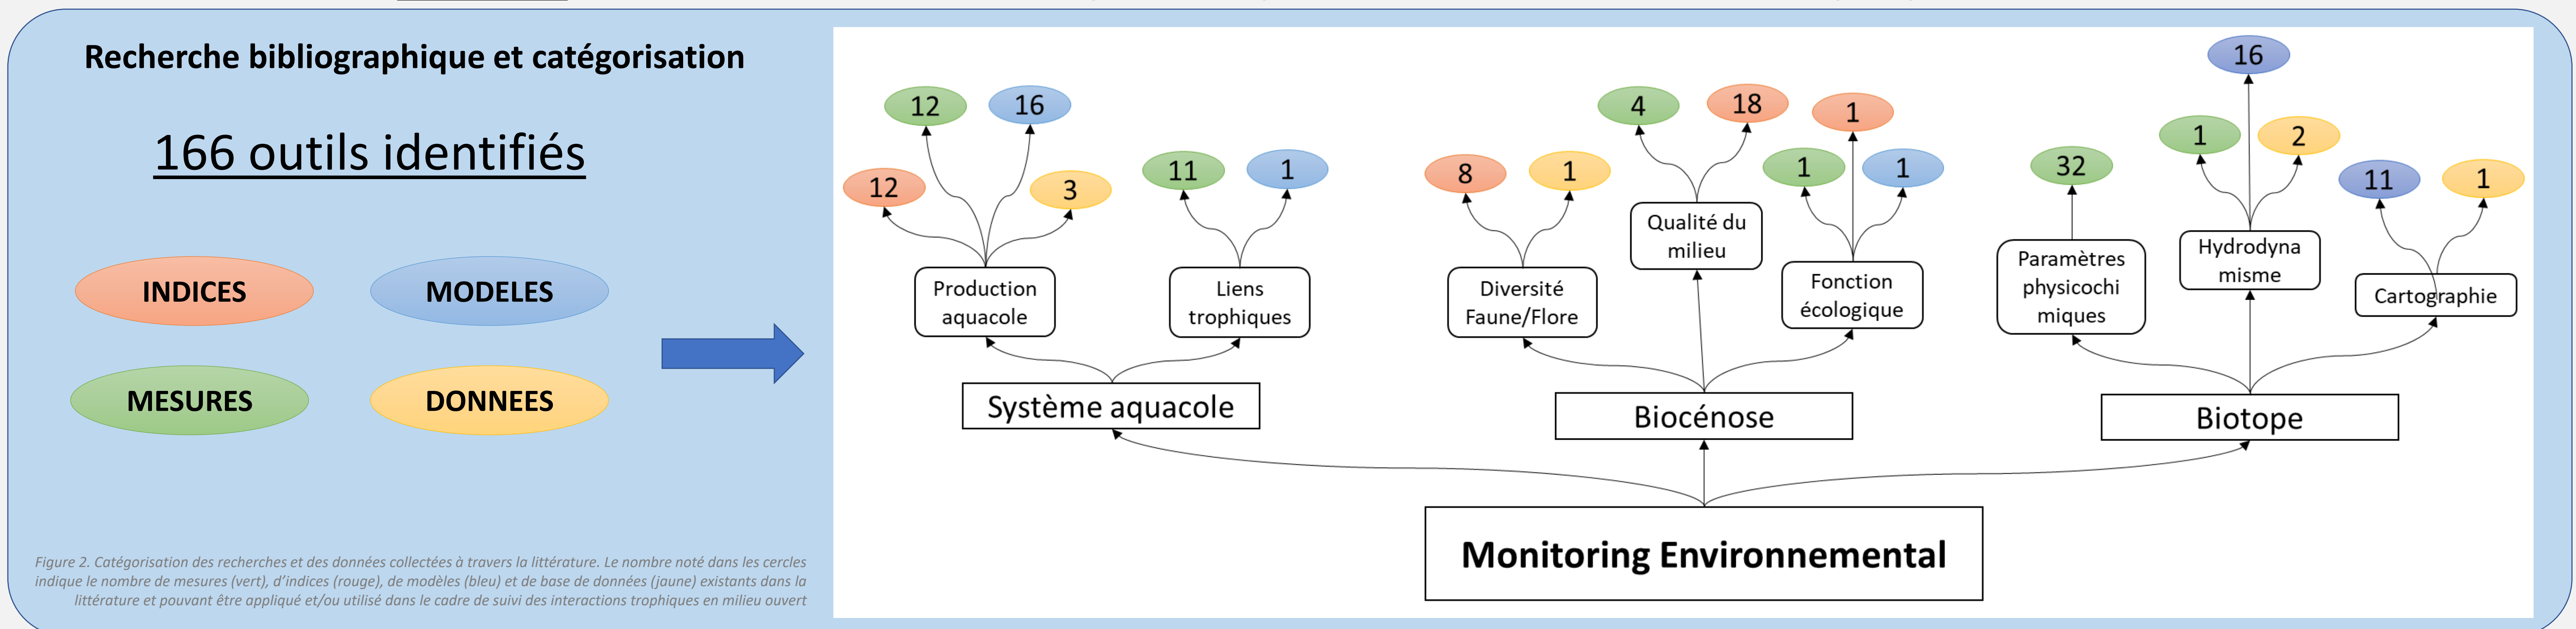 Recherche bibliographique et catégorisation
166 outils identifiés
INDICES
MODELES
MESURES
DONNEES
Figure 2. Catégorisation des recherches et des données collectées à travers la littérature. Le nombre noté dans les cercles
indique le nombre de mesures (vert), d'indices (rouge), de modèles (bleu) et de base de données (jaune) existants dans la
littérature et pouvant être appliqué et/ou utilisé dans le cadre de suivi des interactions trophiques en milieu ouvert
12
12
16
3
Production
aquacole
11
1
Liens
trophiques
Système aquacole
8
1
Diversité
Faune/Flore
4
18
Qualité du
milieu
1
1
1
Fonction
écologique
Biocénose
32
Paramètres
physicochi
miques
1
16
2
Hydrodyna
misme
11
1
Cartographie
Biotope
Monitoring Environnemental